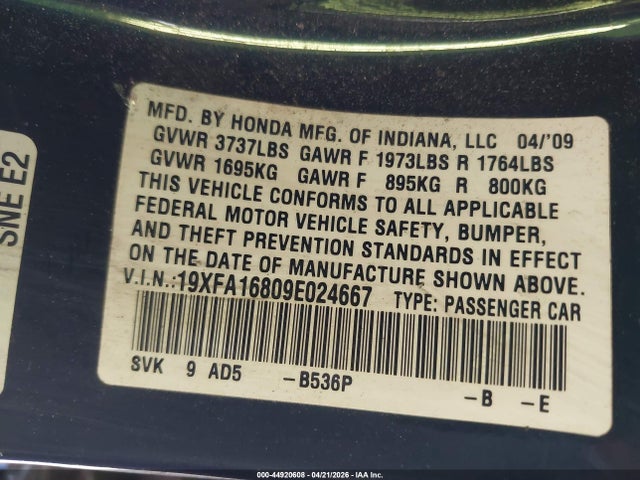 MFD. BY HONDA MFG. OF INDIANA, LLC 04/'09
GVWR 3737LBS GAWR F 1973LBS R 1764LBS
GVWR 1695KG GAWR F 895KG R 800KG
THIS VEHICLE CONFORMS TO ALL APPLICABLE
FEDERAL MOTOR VEHICLE SAFETY, BUMPER,
AND THEFT PREVENTION STANDARDS IN EFFECT
ON THE DATE OF MANUFACTURE SHOWN ABOVE.
V.I.N.:19XFA16809E024667 TYPE: PASSENGER CAR
SVK 9 AD5 -B536P -B -E
SNE E2
000-44920608 - 04/21/2026 - IAA Inc.